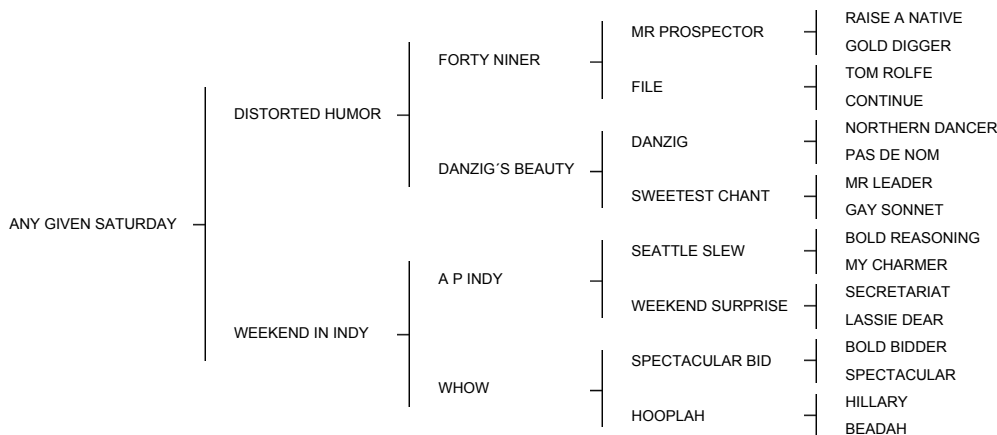 RAISE A NATIVE
MR PROSPECTOR
GOLD DIGGER
FORTY NINER
TOM ROLFE
FILE
CONTINUE
DISTORTED HUMOR
NORTHERN DANCER
DANZIG
PAS DE NOM
DANZIG´S BEAUTY
MR LEADER
SWEETEST CHANT
GAY SONNET
ANY GIVEN SATURDAY
BOLD REASONING
SEATTLE SLEW
MY CHARMER
A P INDY
SECRETARIAT
WEEKEND SURPRISE
LASSIE DEAR
WEEKEND IN INDY
BOLD BIDDER
SPECTACULAR BID
SPECTACULAR
WHOW
HILLARY
HOOPLAH
BEADAH